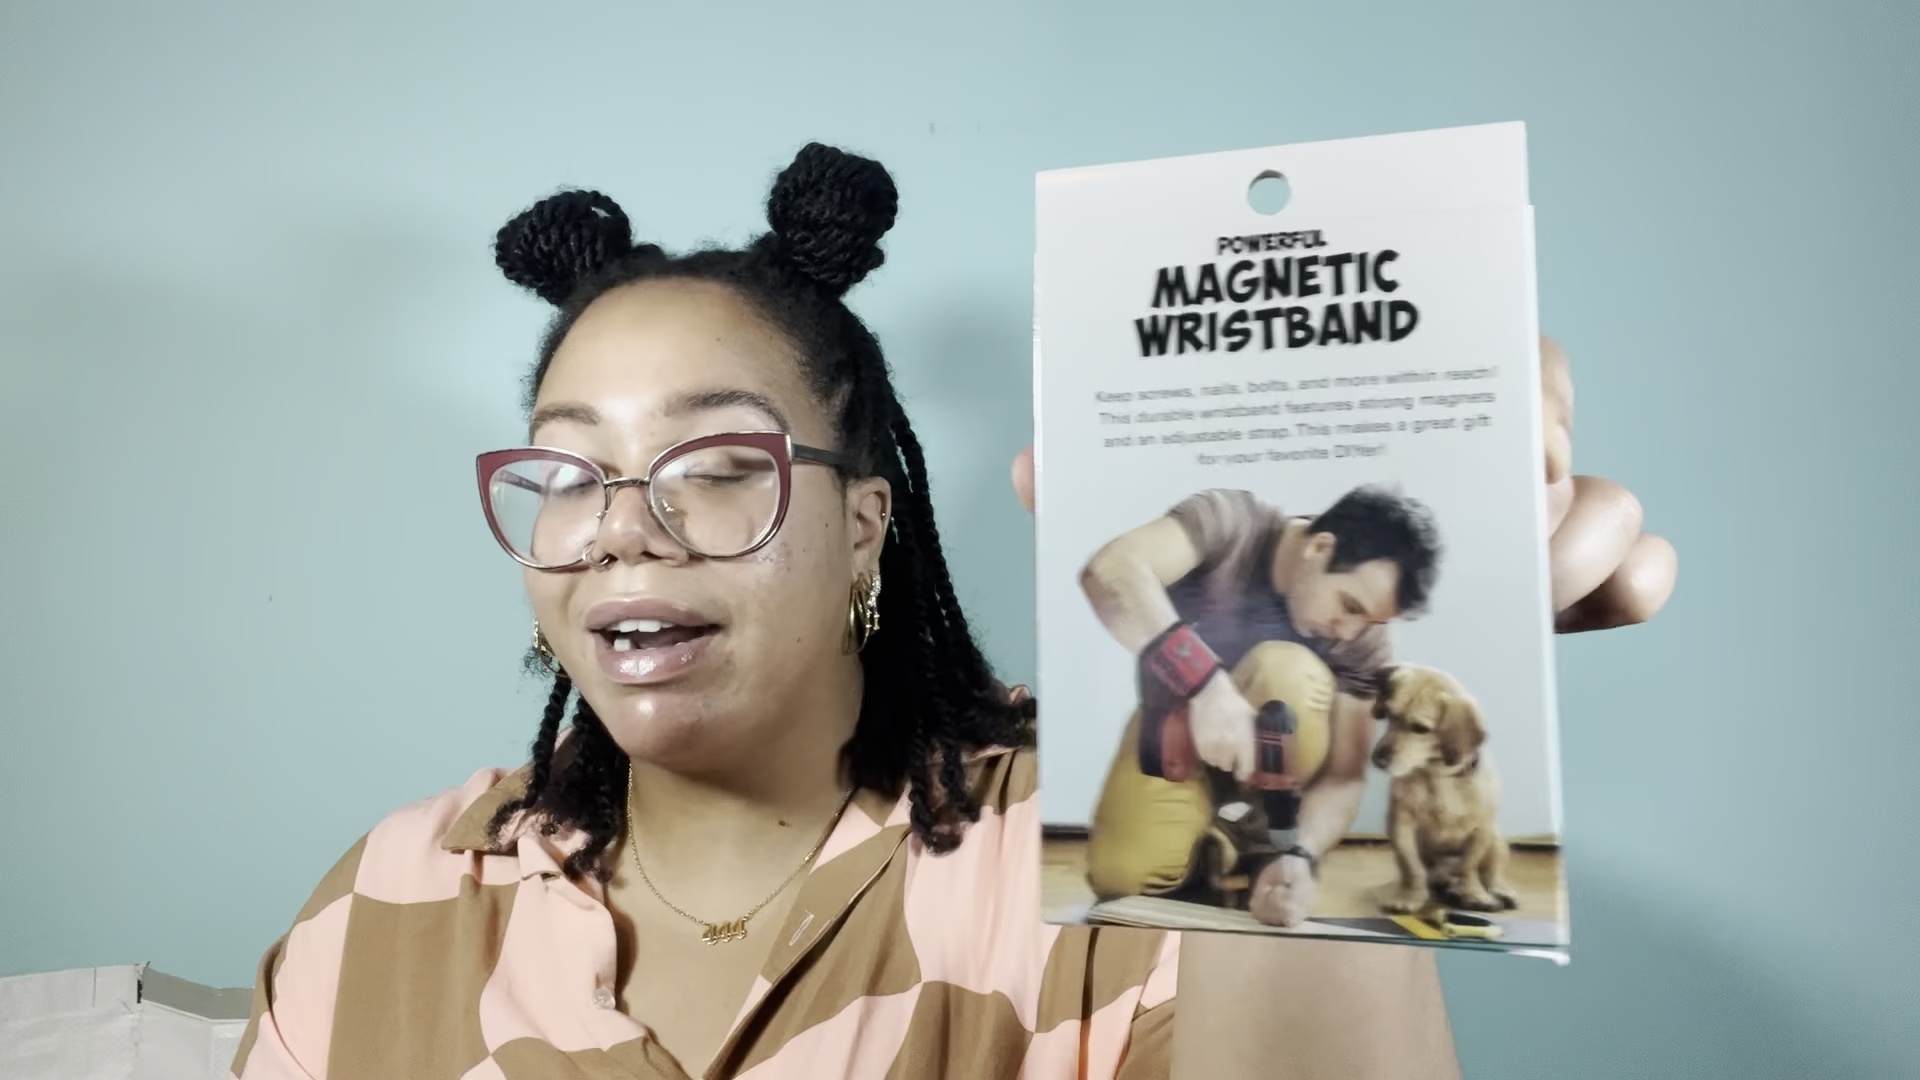 POWERFUL
MAGNETIC
WRISTBAND
Keep screws, nails, bolts, and more within reach!
This durable wristband features strong magnets
and an adjustable strap. This makes a great gift
for your favorite DIYer!